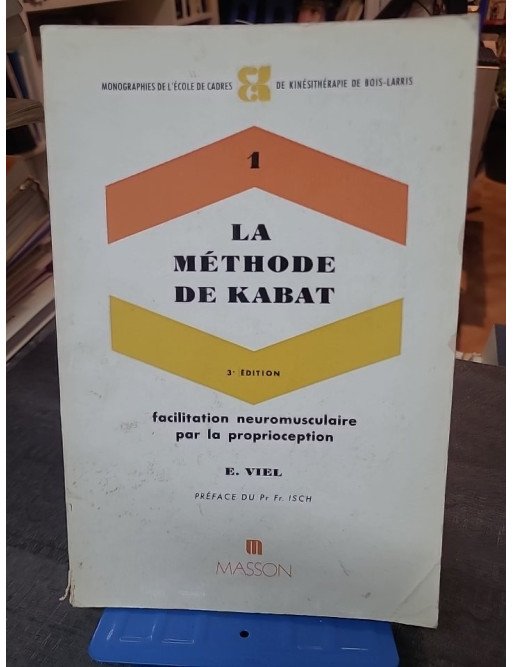 MONOGRAPHIES DE L'ÉCOLE DE CADRES DE KINÉSITHÉRAPIE DE BOIS-LARRIS
1
LA
MÉTHODE
DE KABAT
3e ÉDITION
facilitation neuromusculaire
par la proprioception
E. VIEL
PRÉFACE DU Pr Fr. ISCH
m
MASSON